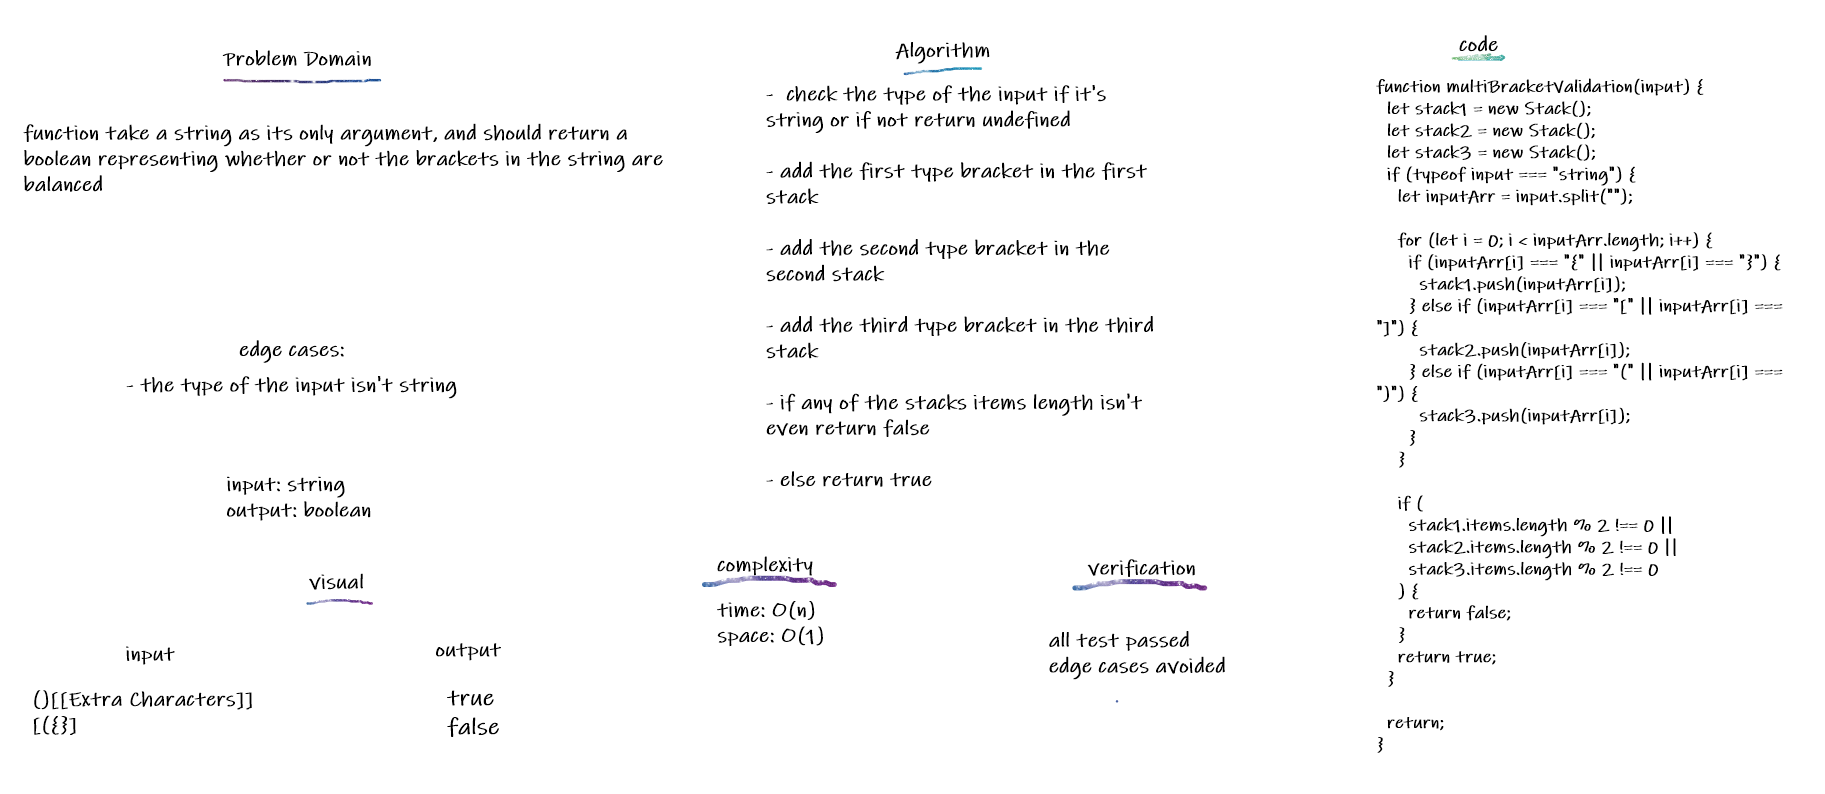 Problem Domain
function take a string as its only argument, and should return a
boolean representing whether or not the brackets in the string are
balanced
edge cases:
- the type of the input isn't string
input: string
output: boolean
visual
input
output
()[[Extra Characters]]
true
[({}]
false
Algorithm
- check the type of the input if it's
string or if not return undefined
- add the first type bracket in the first
stack
- add the second type bracket in the
second stack
- add the third type bracket in the third
stack
- if any of the stacks items length isn't
even return false
- else return true
complexity
time: O(n)
space: O(1)
verification
all test passed
edge cases avoided
code
function multiBracketValidation(input) {
let stack1 = new Stack();
let stack2 = new Stack();
let stack3 = new Stack();
if (typeof input === "string") {
let inputArr = input.split("");
for (let i = 0; i < inputArr.length; i++) {
if (inputArr[i] === "{" || inputArr[i] === "}") {
stack1.push(inputArr[i]);
} else if (inputArr[i] === "[" || inputArr[i] ===
"]") {
stack2.push(inputArr[i]);
} else if (inputArr[i] === "(" || inputArr[i] ===
")") {
stack3.push(inputArr[i]);
}
}
if (
stack1.items.length % 2 !== 0 ||
stack2.items.length % 2 !== 0 ||
stack3.items.length % 2 !== 0
) {
return false;
}
return true;
}
return;
}